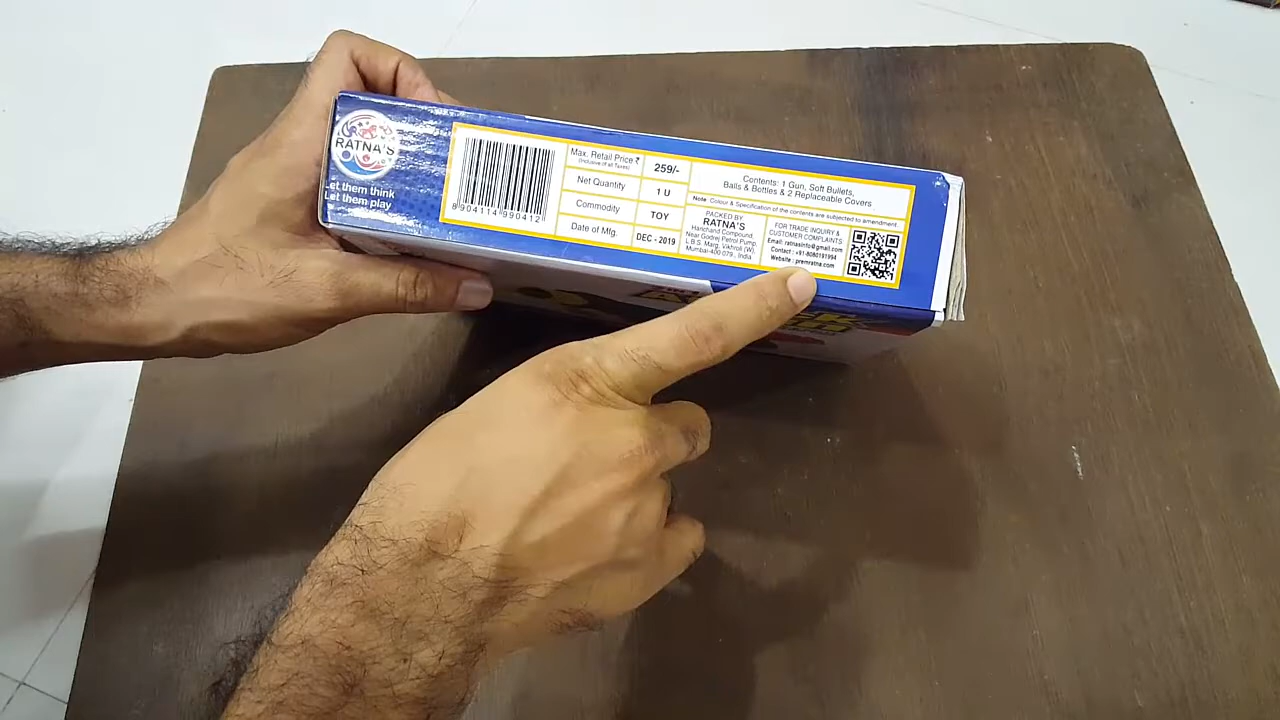 RATNA'S
Let them think
Let them play
8 904114 990412
Max. Retail Price ₹
(Inclusive of all Taxes)
259/-
Net Quantity
1 U
Commodity
TOY
Date of Mfg.
DEC - 2019
Contents: 1 Gun, Soft Bullets,
Balls & Bottles & 2 Replaceable Covers
Note: Colour & Specification of the contents are subjected to amendment.
PACKED BY
RATNA'S
Harichand Compound,
Near Godrej Petrol Pump,
L.B.S. Marg, Vikhroli (W),
Mumbai-400 079., India
FOR TRADE INQUIRY &
CUSTOMER COMPLAINTS
Email: ratnasinfo@gmail.com
Contact : +91-8080191994
Website : premratna.com